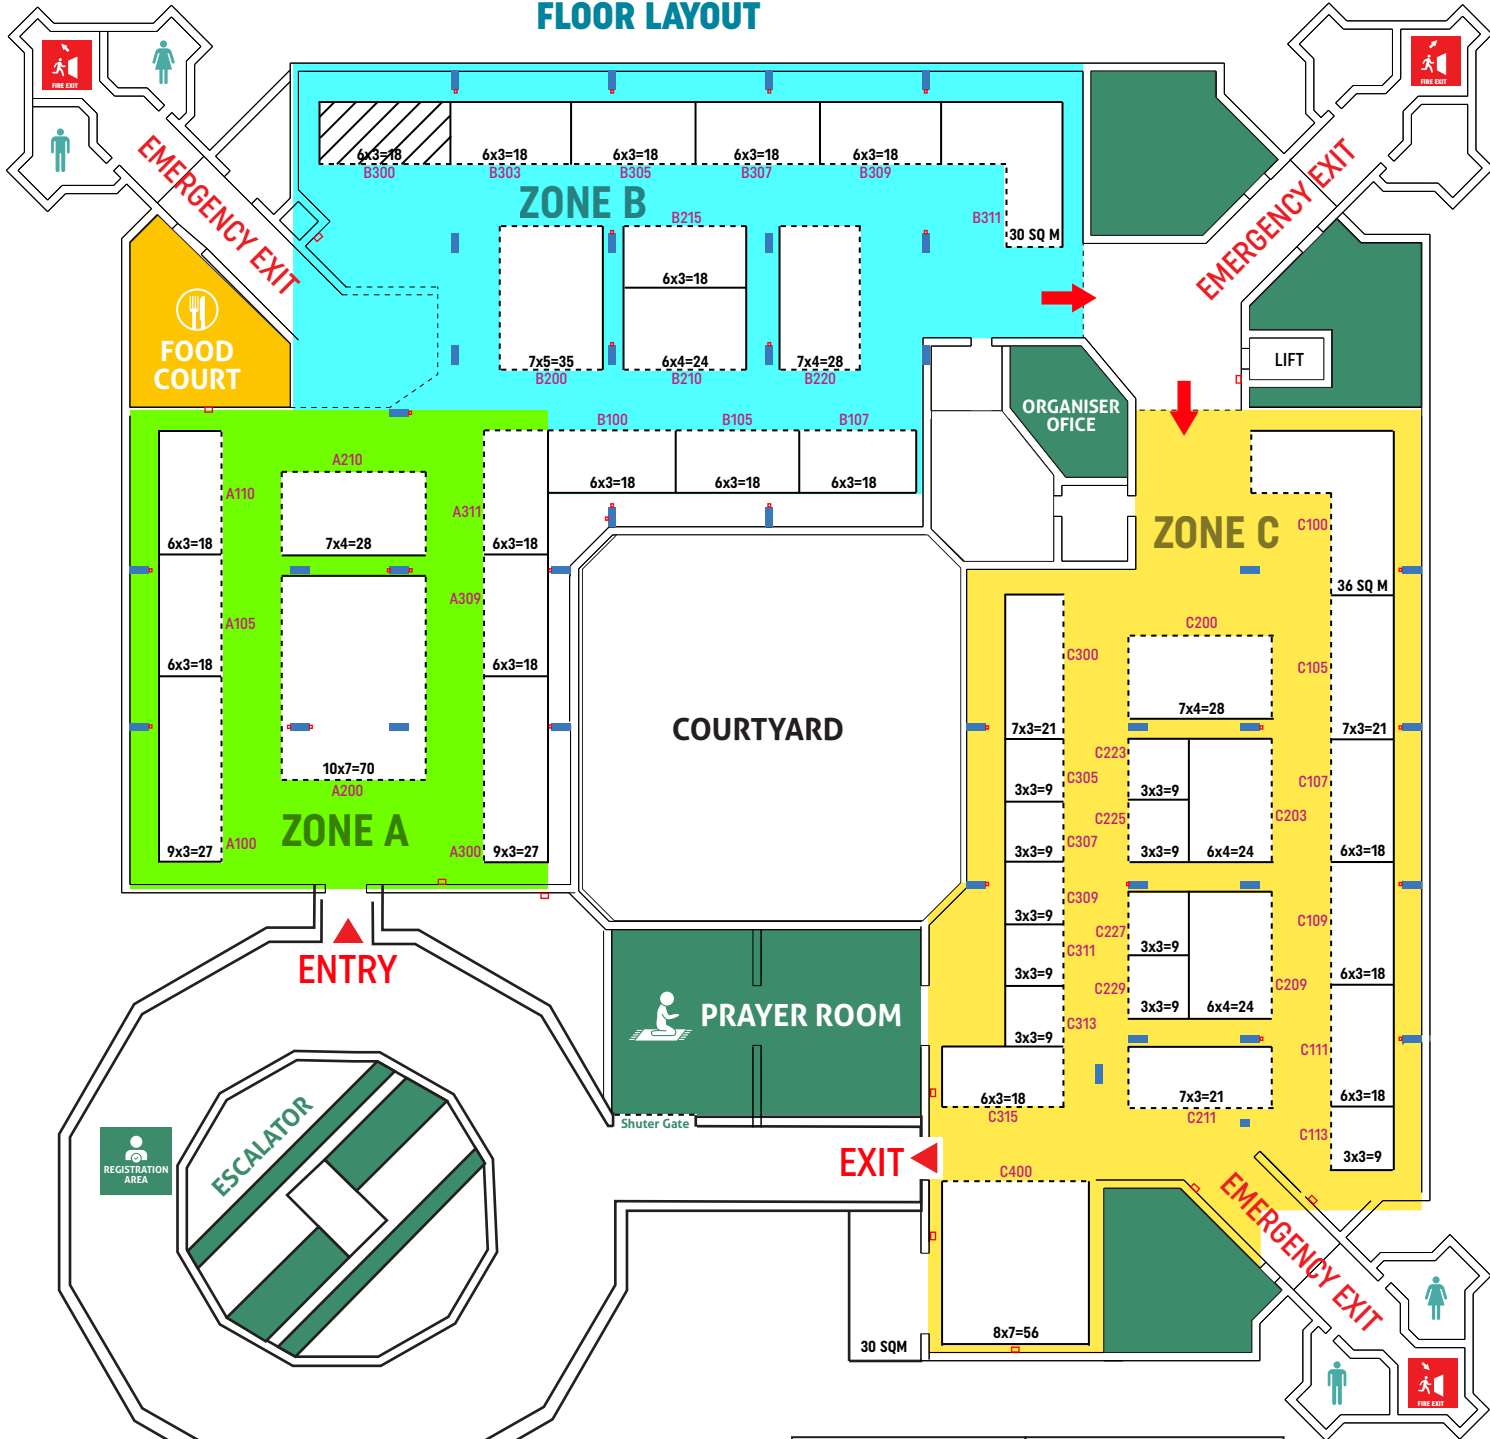 FLOOR LAYOUT
FIRE EXIT
EMERGENCY EXIT
FIRE EXIT
EMERGENCY EXIT
6x3=18
6x3=18
6x3=18
6x3=18
6x3=18
B300
B303
B305
B307
B309
ZONE B
B215
B311
30 SQ M
6x3=18
7x5=35
6x4=24
7x4=28
B200
B210
B220
FOOD
COURT
LIFT
ORGANISER
OFICE
B100
B105
B107
6x3=18
6x3=18
6x3=18
A210
A110
A311
6x3=18
7x4=28
6x3=18
A105
A309
6x3=18
6x3=18
10x7=70
A200
ZONE A
A100
A300
9x3=27
9x3=27
COURTYARD
ZONE C
C100
36 SQ M
C200
C300
C105
7x4=28
7x3=21
7x3=21
C223
C305
C107
3x3=9
3x3=9
C225
C203
C307
3x3=9
3x3=9
6x4=24
6x3=18
C309
C109
3x3=9
C227
C311
3x3=9
3x3=9
6x3=18
C229
C209
3x3=9
6x4=24
C313
3x3=9
C111
6x3=18
C315
7x3=21
C211
6x3=18
C113
3x3=9
ENTRY
PRAYER ROOM
Shuter Gate
EXIT
C400
8x7=56
30 SQM
REGISTRATION
AREA
ESCALATOR
EMERGENCY EXIT
FIRE EXIT